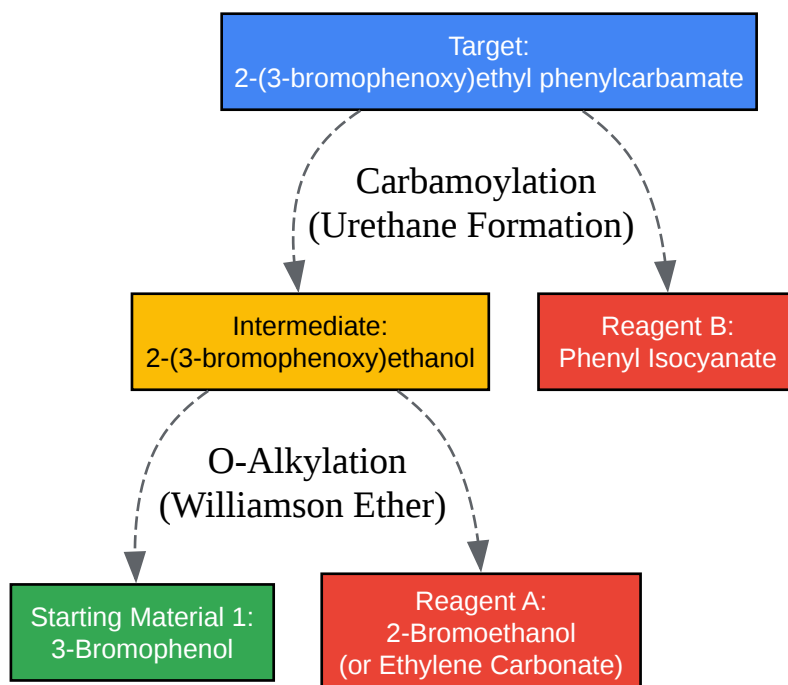 Target:
2-(3-bromophenoxy)ethyl phenylcarbamate
Carbamoylation
(Urethane Formation)
Intermediate:
2-(3-bromophenoxy)ethanol
Reagent B:
Phenyl Isocyanate
O-Alkylation
(Williamson Ether)
Starting Material 1:
3-Bromophenol
Reagent A:
2-Bromoethanol
(or Ethylene Carbonate)